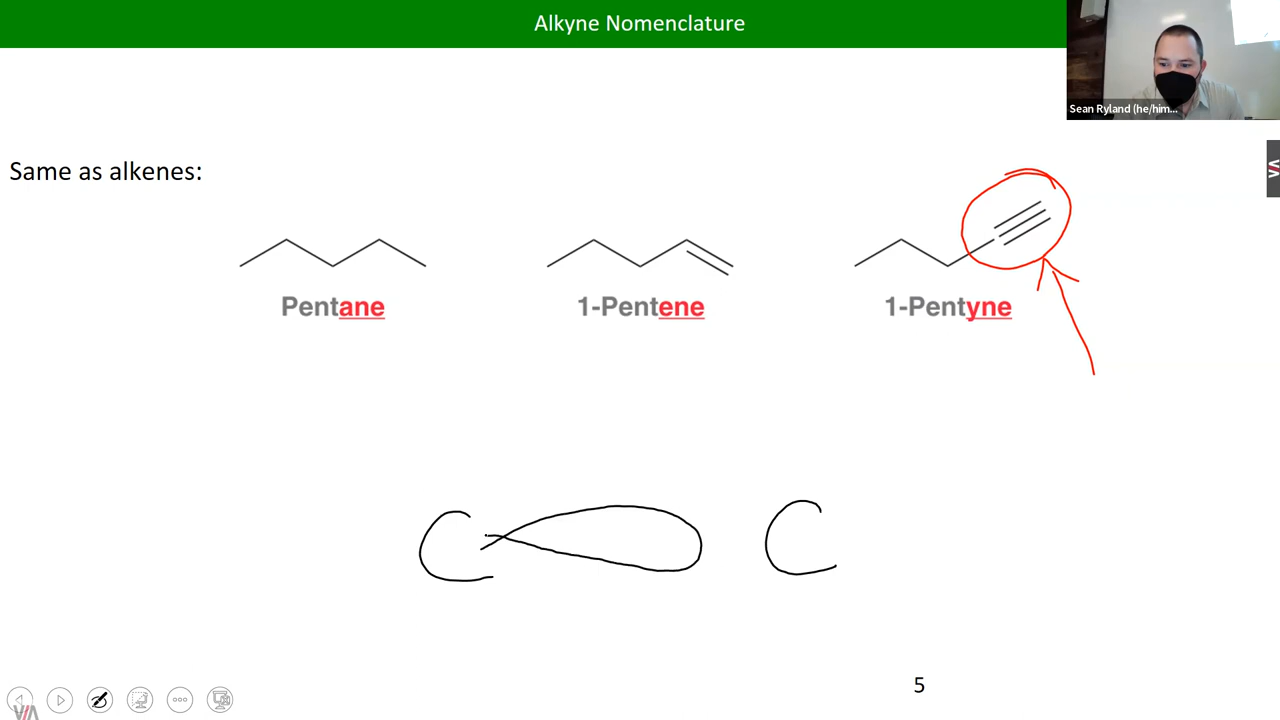 Alkyne Nomenclature
Sean Ryland (he/him...
Same as alkenes:
Pentane
1-Pentene
1-Pentyne
C C
5